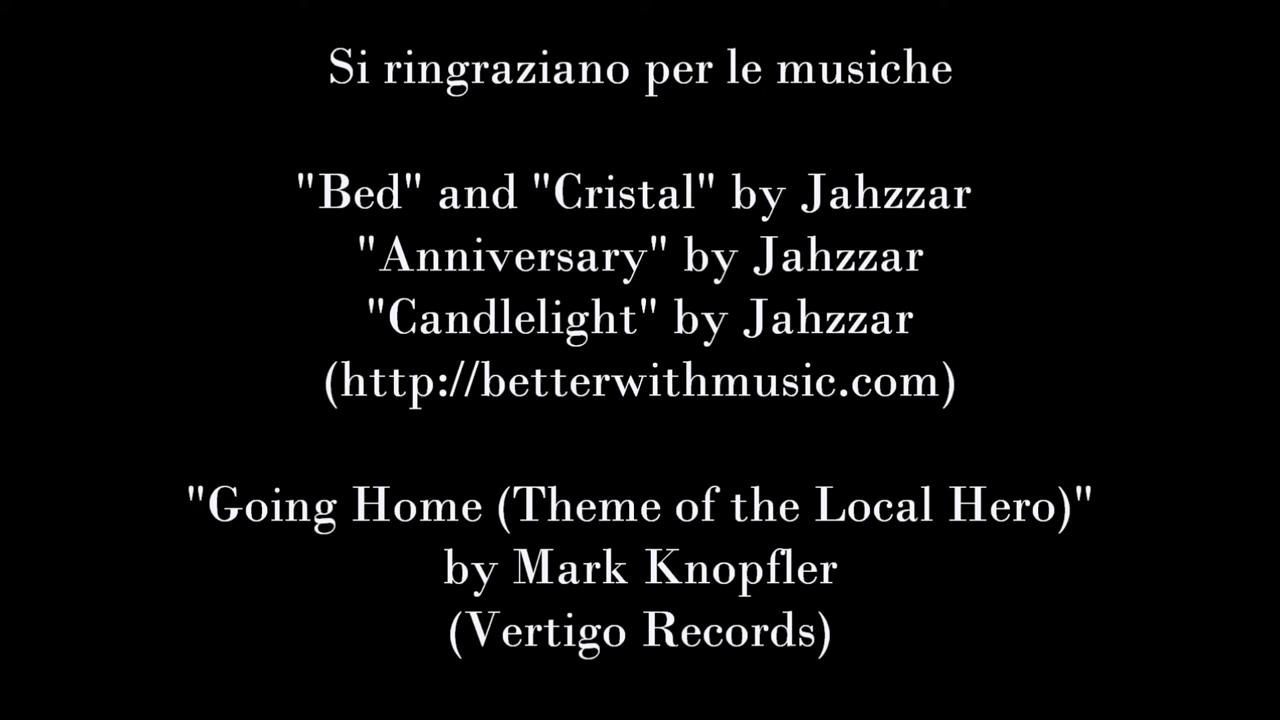 Si ringraziano per le musiche
"Bed" and "Cristal" by Jahzzar
"Anniversary" by Jahzzar
"Candlelight" by Jahzzar
(http://betterwithmusic.com)
"Going Home (Theme of the Local Hero)"
by Mark Knopfler
(Vertigo Records)